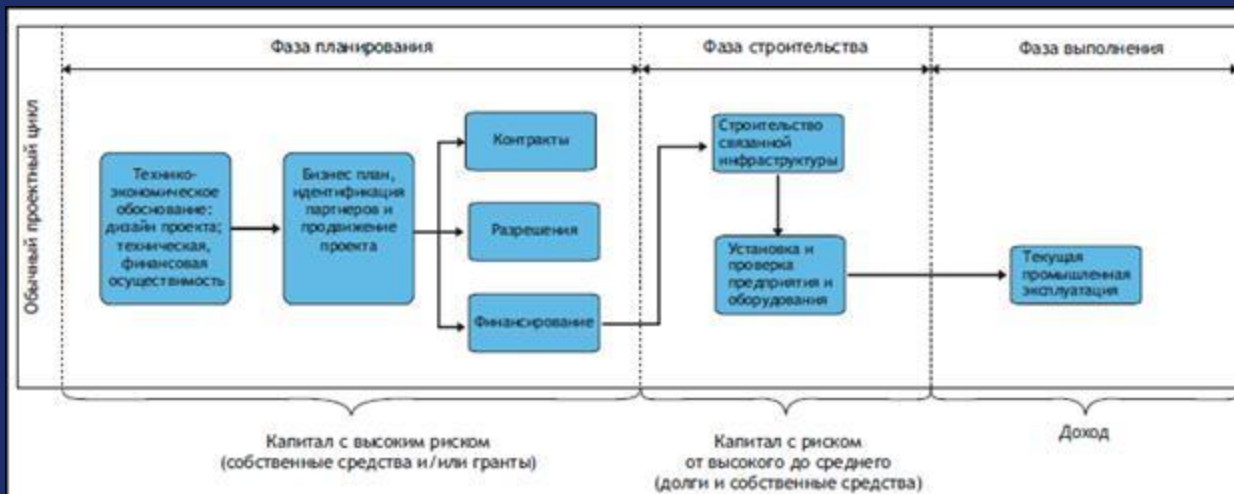 Обычный проектный цикл
Фаза планирования
Фаза строительства
Фаза выполнения
Технико-
экономическое
обоснование;
дизайн проекта;
техническая,
финансовая
осуществимость
Бизнес план,
идентификация
партнеров и
продвижение
проекта
Контракты
Разрешения
Финансирование
Строительство
связанной
инфраструктуры
Установка и
проверка
предприятия и
оборудования
Текущая
промышленная
эксплуатация
Капитал с высоким риском
(собственные средства и/или гранты)
Капитал с риском
от высокого до среднего
(долги и собственные средства)
Доход